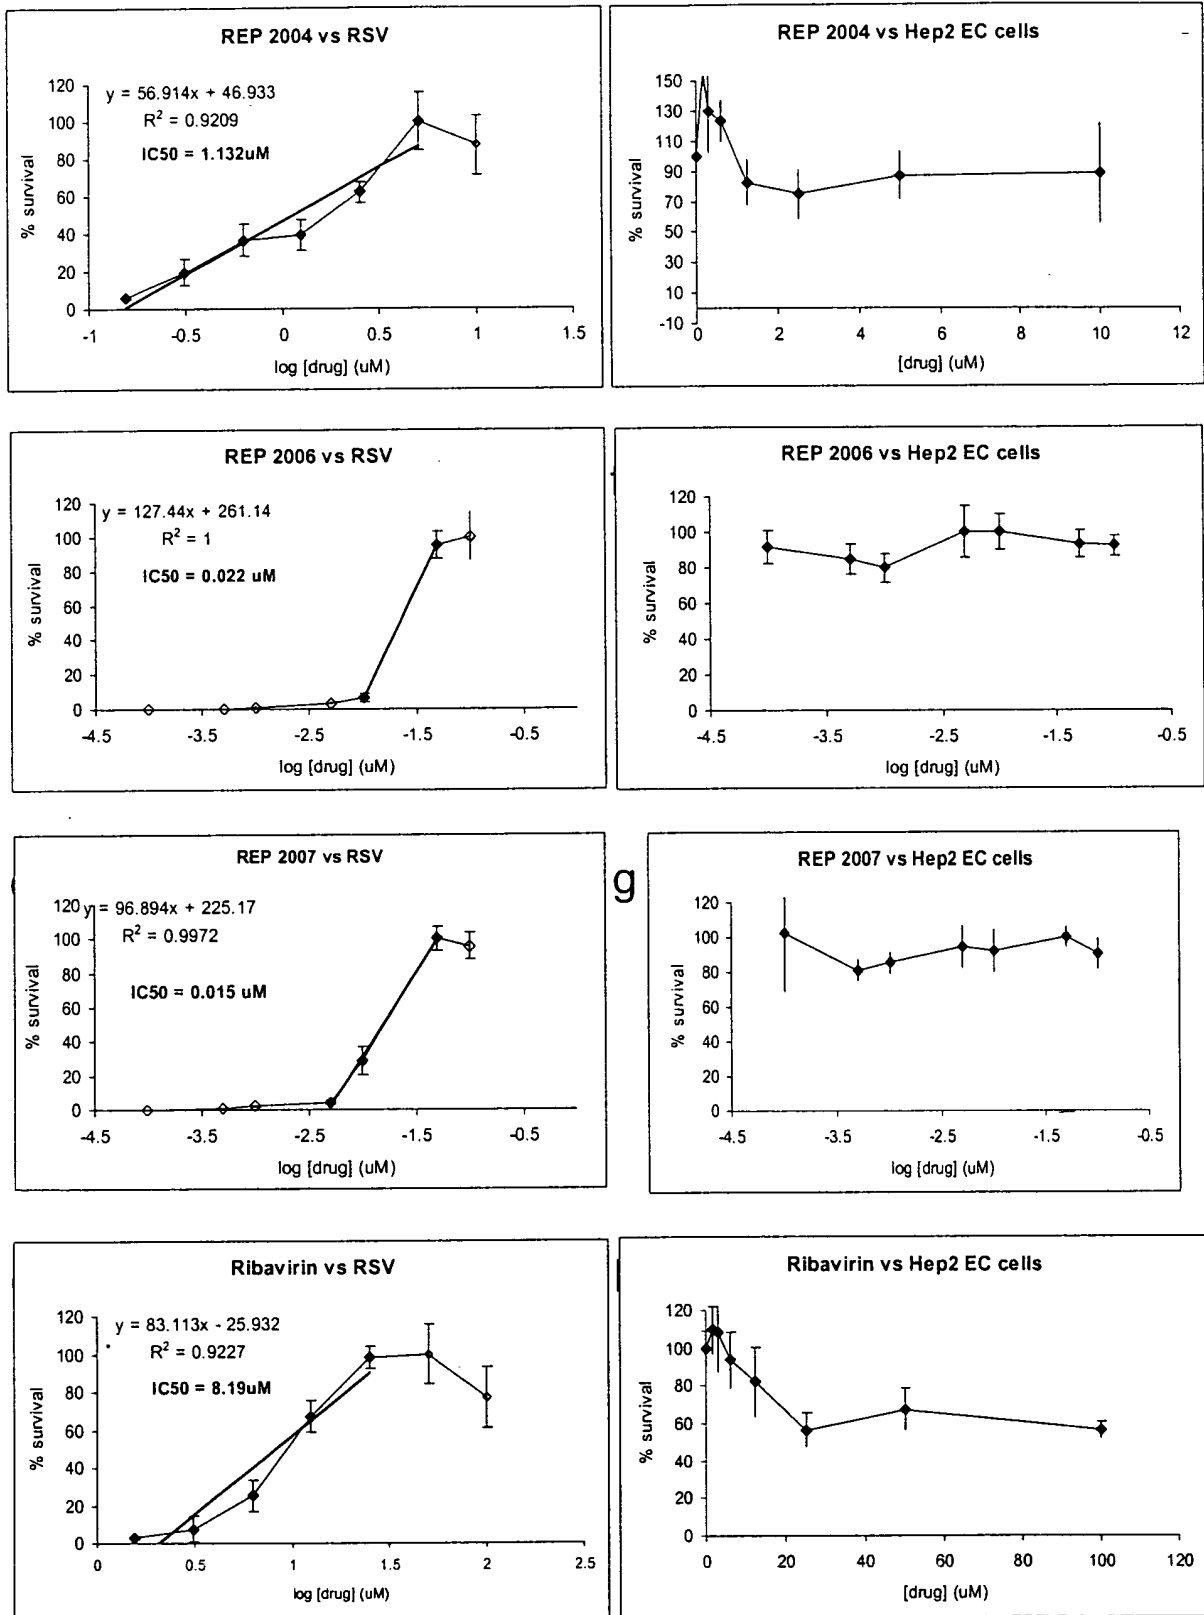 REP 2004 vs RSV
y = 56.914x + 46.933
R² = 0.9209
IC50 = 1.132uM
120
100
80
60
40
20
0
% survival
-1 -0.5 0 0.5 1 1.5
log [drug] (uM)
REP 2004 vs Hep2 EC cells
150
130
110
90
70
50
30
10
-10
% survival
0 2 4 6 8 10 12
[drug] (uM)
REP 2006 vs RSV
y = 127.44x + 261.14
R² = 1
IC50 = 0.022 uM
120
100
80
60
40
20
0
% survival
-4.5 -3.5 -2.5 -1.5 -0.5
log [drug] (uM)
REP 2006 vs Hep2 EC cells
120
100
80
60
40
20
0
% survival
-4.5 -3.5 -2.5 -1.5 -0.5
log [drug] (uM)
REP 2007 vs RSV
y = 96.894x + 225.17
R² = 0.9972
IC50 = 0.015 uM
120
100
80
60
40
20
0
% survival
-4.5 -3.5 -2.5 -1.5 -0.5
log [drug] (uM)
g
REP 2007 vs Hep2 EC cells
120
100
80
60
40
20
0
% survival
-4.5 -3.5 -2.5 -1.5 -0.5
log [drug] (uM)
Ribavirin vs RSV
y = 83.113x - 25.932
R² = 0.9227
IC50 = 8.19uM
120
100
80
60
40
20
0
% survival
0 0.5 1 1.5 2 2.5
log [drug] (uM)
Ribavirin vs Hep2 EC cells
120
100
80
60
40
20
0
% survival
0 20 40 60 80 100 120
[drug] (uM)